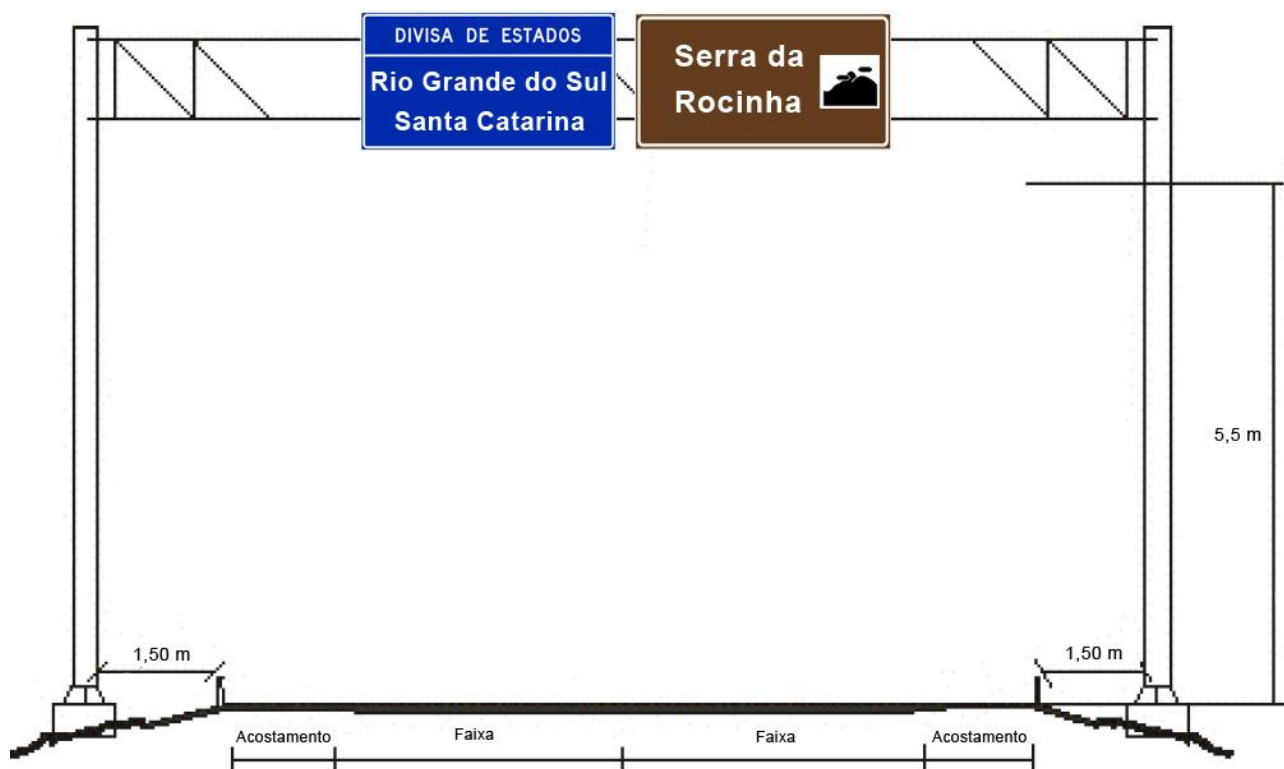 DIVISA DE ESTADOS
Rio Grande do Sul
Santa Catarina
Serra da
Rocinha
5,5 m
1,50 m
1,50 m
Acostamento
Faixa
Faixa
Acostamento